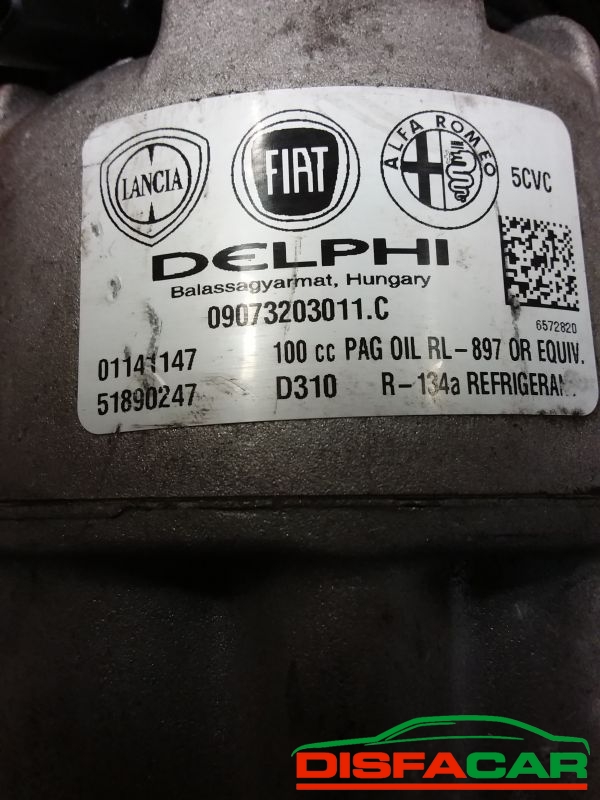 LANCIA
FIAT
ALFA ROMEO
5CVC
DELPHI
Balassagyarmat, Hungary
09073203011.C
6572820
01141147 100 cc PAG OIL RL-897 OR EQUIV.
51890247 D310 R-134a
DISFACAR